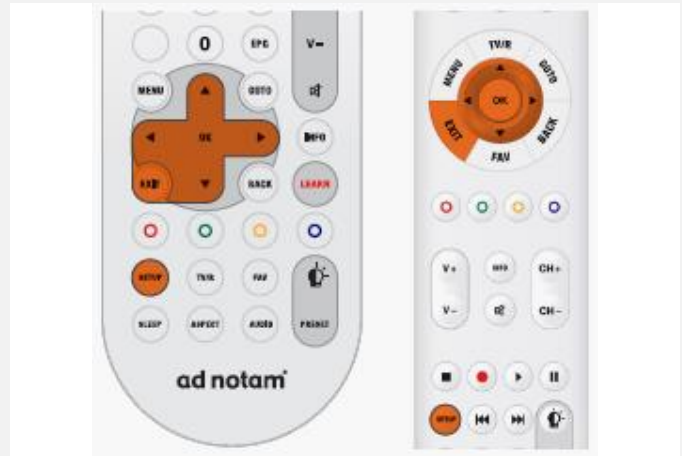 0 EPG V–
MENU GOTO
OK INFO
EXIT BACK LEARN
SETUP TV/R FAV
SLEEP ASPECT AUDIO PRESET
ad notam
TV/R
MENU GOTO
OK
EXIT BACK
FAV
V+ INFO CH+
V– CH–
SETUP